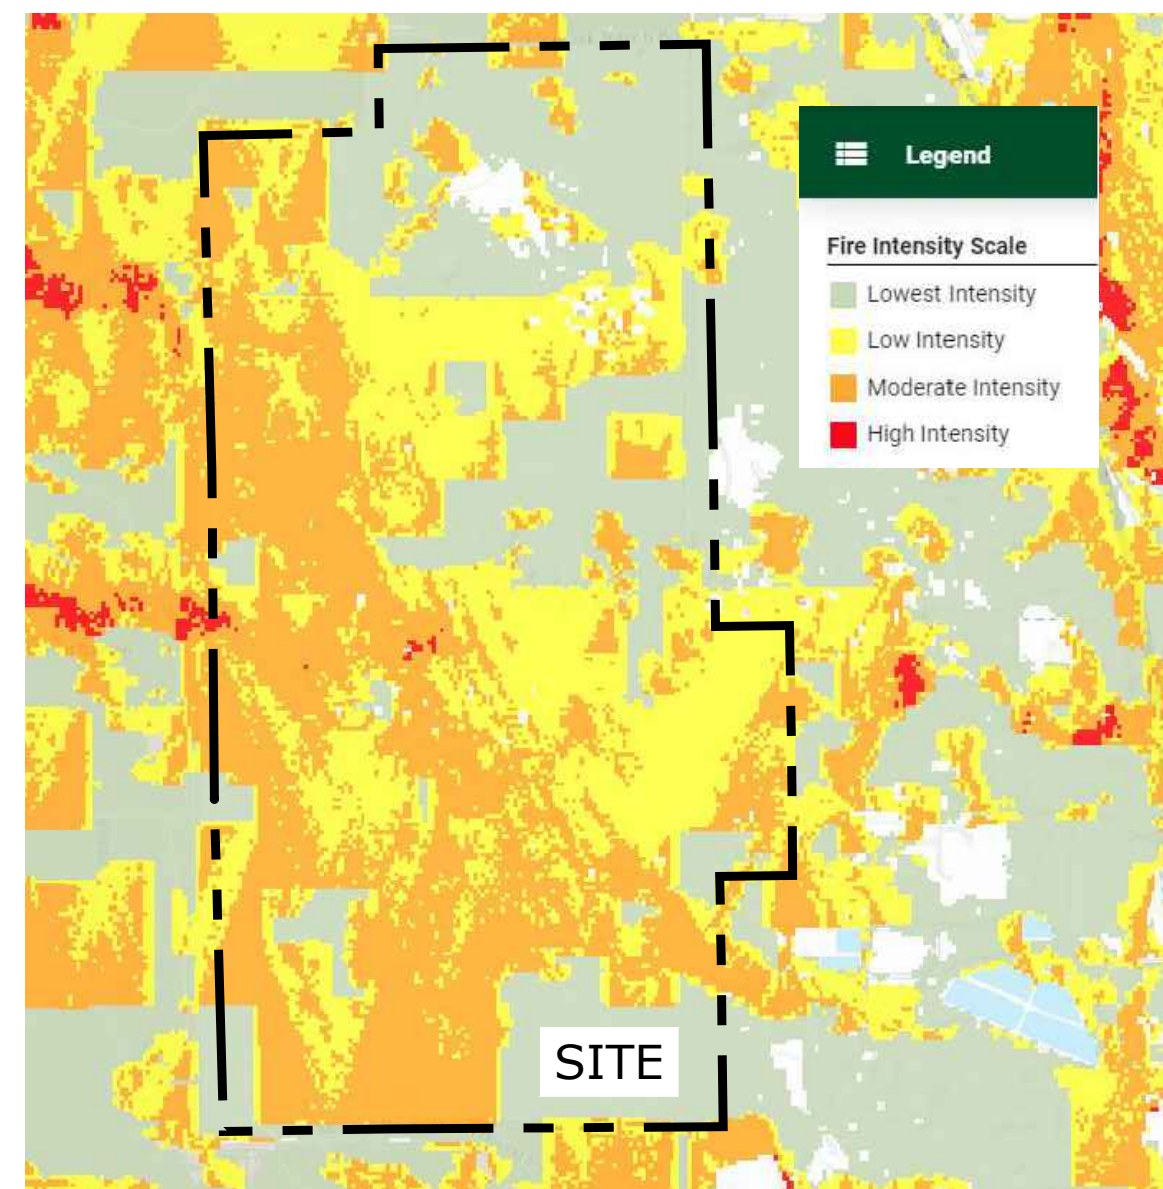 Legend
Fire Intensity Scale
Lowest Intensity
Low Intensity
Moderate Intensity
High Intensity
SITE